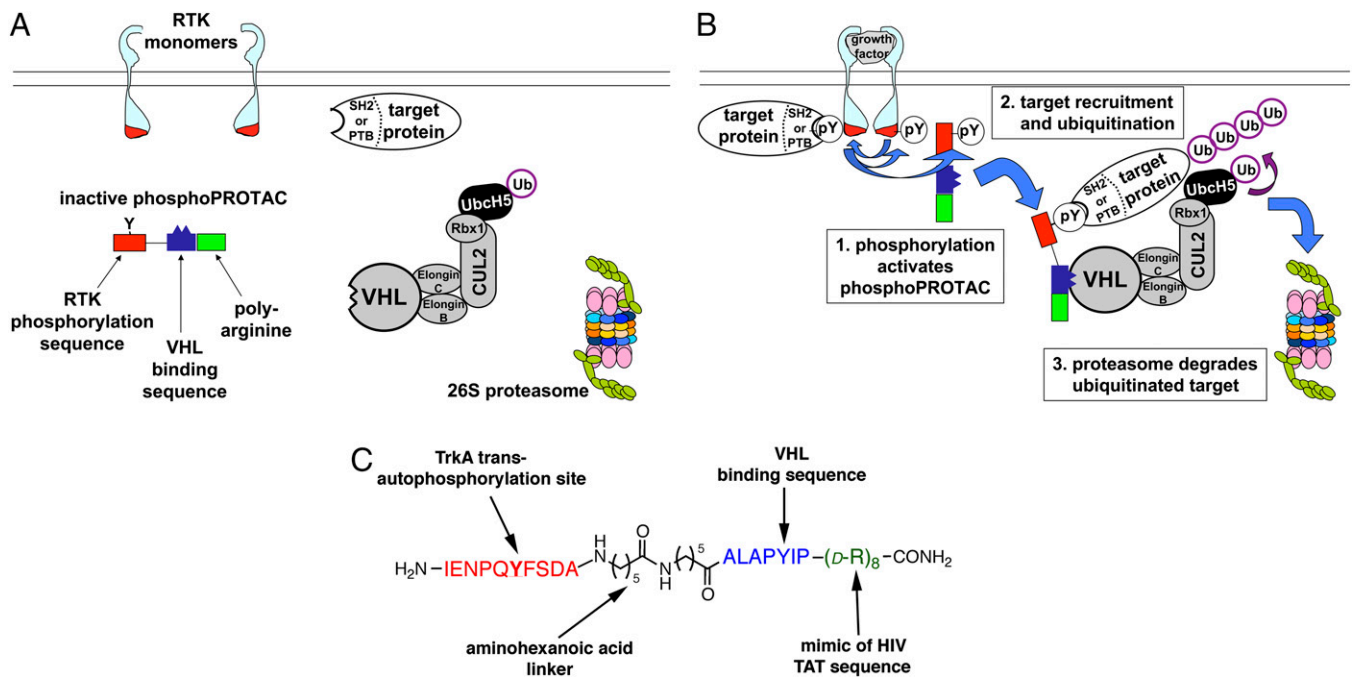 A
RTK
monomers
SH2
or
PTB
target
protein
inactive phosphoPROTAC
Y
RTK
phosphorylation
sequence
VHL
binding
sequence
poly-
arginine
Ub
UbcH5
Rbx1
CUL2
Elongin
C
Elongin
B
VHL
26S proteasome
B
growth
factor
target
protein
SH2
or
PTB
pY
pY
pY
2. target recruitment
and ubiquitination
Ub
Ub
Ub
Ub
Ub
UbcH5
Rbx1
CUL2
pY
SH2
or
PTB
target
protein
1. phosphorylation
activates
phosphoPROTAC
VHL
Elongin
C
Elongin
B
3. proteasome degrades
ubiquitinated target
C
TrkA trans-
autophosphorylation site
VHL
binding sequence
H2N–IENPQYFSDA–N
H
5
O
N
H
5
O
ALAPYIP–(D-R)8–CONH2
aminohexanoic acid
linker
mimic of HIV
TAT sequence